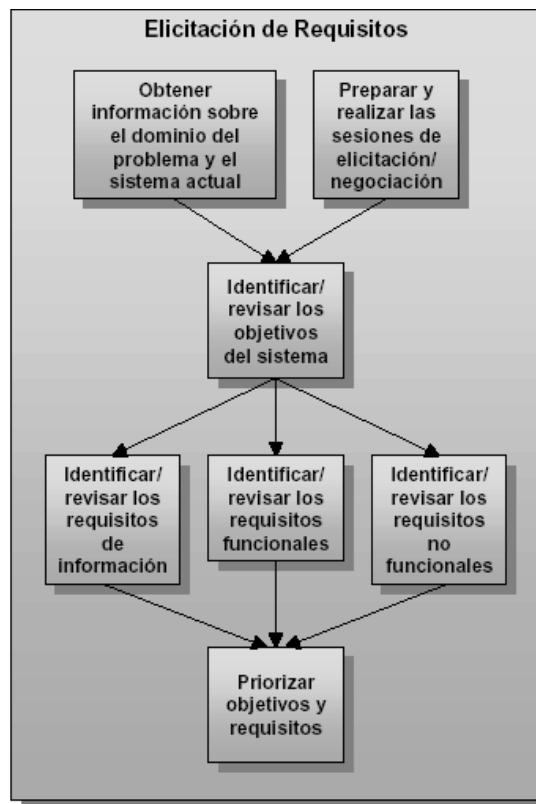 Elicitación de Requisitos
Obtener
información sobre
el dominio del
problema y el
sistema actual
Preparar y
realizar las
sesiones de
elicitación/
negociación
Identificar/
revisar los
objetivos
del sistema
Identificar/
revisar los
requisitos
de
información
Identificar/
revisar los
requisitos
funcionales
Identificar/
revisar los
requisitos
no
funcionales
Priorizar
objetivos y
requisitos